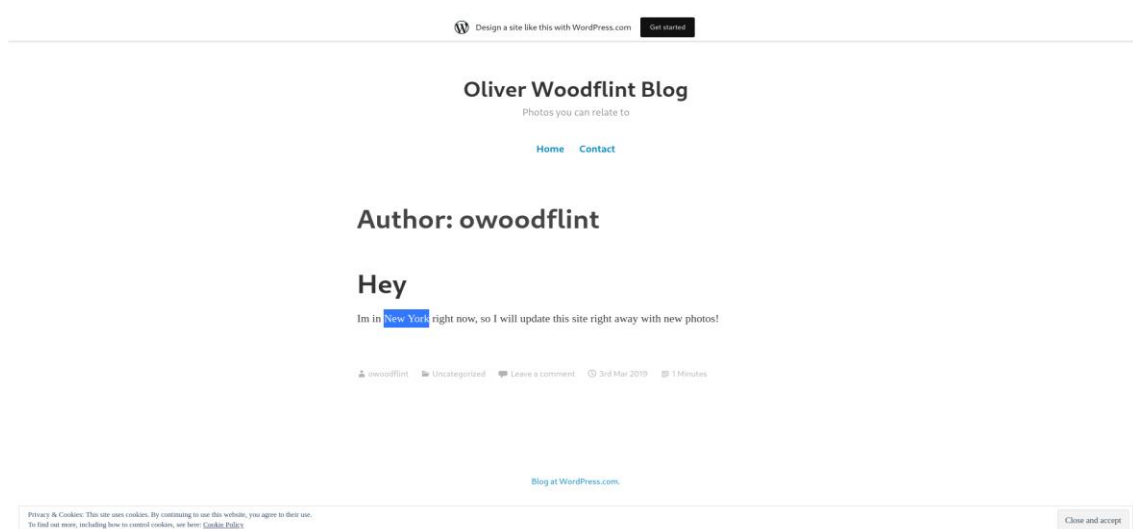 Design a site like this with WordPress.com Get started
Oliver Woodflint Blog
Photos you can relate to
Home Contact
Author: owoodflint
Hey
Im in New York right now, so I will update this site right away with new photos!
owoodflint Uncategorized Leave a comment 3rd Mar 2019 1 Minutes
Blog at WordPress.com.
Privacy & Cookies: This site uses cookies. By continuing to use this website, you agree to their use.
To find out more, including how to control cookies, see here: Cookie Policy
Close and accept